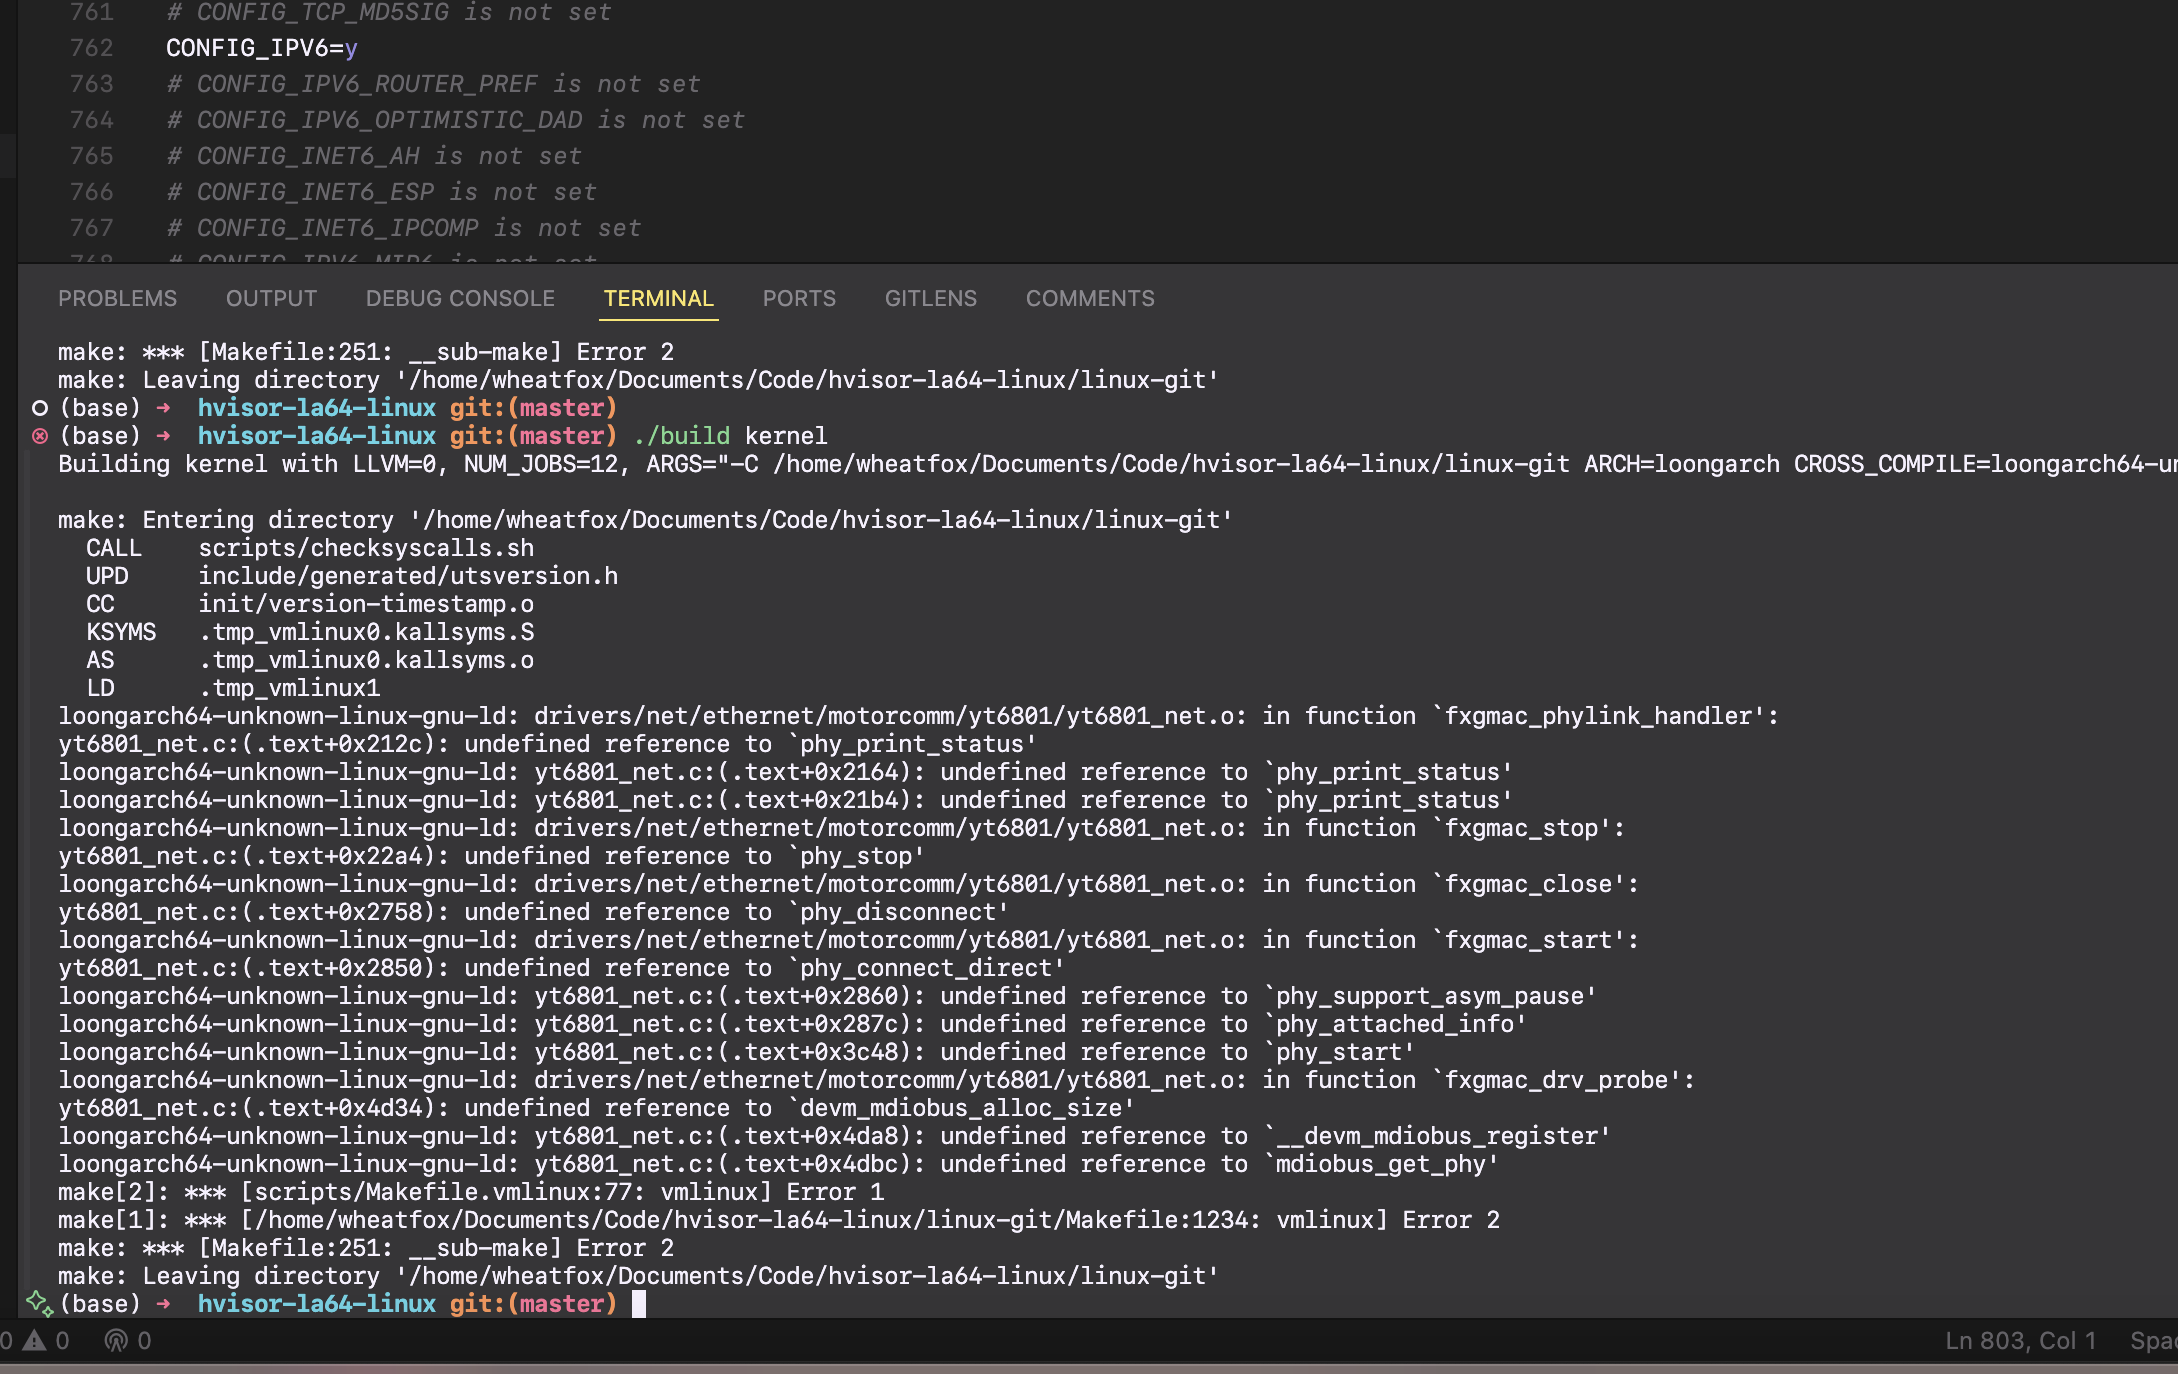 761 # CONFIG_TCP_MD5SIG is not set
762 CONFIG_IPV6=y
763 # CONFIG_IPV6_ROUTER_PREF is not set
764 # CONFIG_IPV6_OPTIMISTIC_DAD is not set
765 # CONFIG_INET6_AH is not set
766 # CONFIG_INET6_ESP is not set
767 # CONFIG_INET6_IPCOMP is not set
768 # CONFIG_IPV6_MIP6 is not set
PROBLEMS OUTPUT DEBUG CONSOLE TERMINAL PORTS GITLENS COMMENTS
make: *** [Makefile:251: __sub-make] Error 2
make: Leaving directory '/home/wheatfox/Documents/Code/hvisor-la64-linux/linux-git'
(base) ➜ hvisor-la64-linux git:(master)
(base) ➜ hvisor-la64-linux git:(master) ./build kernel
Building kernel with LLVM=0, NUM_JOBS=12, ARGS="-C /home/wheatfox/Documents/Code/hvisor-la64-linux/linux-git ARCH=loongarch CROSS_COMPILE=loongarch64-un
make: Entering directory '/home/wheatfox/Documents/Code/hvisor-la64-linux/linux-git'
CALL scripts/checksyscalls.sh
UPD include/generated/utsversion.h
CC init/version-timestamp.o
KSYMS .tmp_vmlinux0.kallsyms.S
AS .tmp_vmlinux0.kallsyms.o
LD .tmp_vmlinux1
loongarch64-unknown-linux-gnu-ld: drivers/net/ethernet/motorcomm/yt6801/yt6801_net.o: in function `fxgmac_phylink_handler':
yt6801_net.c:(.text+0x212c): undefined reference to `phy_print_status'
loongarch64-unknown-linux-gnu-ld: yt6801_net.c:(.text+0x2164): undefined reference to `phy_print_status'
loongarch64-unknown-linux-gnu-ld: yt6801_net.c:(.text+0x21b4): undefined reference to `phy_print_status'
loongarch64-unknown-linux-gnu-ld: drivers/net/ethernet/motorcomm/yt6801/yt6801_net.o: in function `fxgmac_stop':
yt6801_net.c:(.text+0x22a4): undefined reference to `phy_stop'
loongarch64-unknown-linux-gnu-ld: drivers/net/ethernet/motorcomm/yt6801/yt6801_net.o: in function `fxgmac_close':
yt6801_net.c:(.text+0x2758): undefined reference to `phy_disconnect'
loongarch64-unknown-linux-gnu-ld: drivers/net/ethernet/motorcomm/yt6801/yt6801_net.o: in function `fxgmac_start':
yt6801_net.c:(.text+0x2850): undefined reference to `phy_connect_direct'
loongarch64-unknown-linux-gnu-ld: yt6801_net.c:(.text+0x2860): undefined reference to `phy_support_asym_pause'
loongarch64-unknown-linux-gnu-ld: yt6801_net.c:(.text+0x287c): undefined reference to `phy_attached_info'
loongarch64-unknown-linux-gnu-ld: yt6801_net.c:(.text+0x3c48): undefined reference to `phy_start'
loongarch64-unknown-linux-gnu-ld: drivers/net/ethernet/motorcomm/yt6801/yt6801_net.o: in function `fxgmac_drv_probe':
yt6801_net.c:(.text+0x4d34): undefined reference to `devm_mdiobus_alloc_size'
loongarch64-unknown-linux-gnu-ld: yt6801_net.c:(.text+0x4da8): undefined reference to `__devm_mdiobus_register'
loongarch64-unknown-linux-gnu-ld: yt6801_net.c:(.text+0x4dbc): undefined reference to `mdiobus_get_phy'
make[2]: *** [scripts/Makefile.vmlinux:77: vmlinux] Error 1
make[1]: *** [/home/wheatfox/Documents/Code/hvisor-la64-linux/linux-git/Makefile:1234: vmlinux] Error 2
make: *** [Makefile:251: __sub-make] Error 2
make: Leaving directory '/home/wheatfox/Documents/Code/hvisor-la64-linux/linux-git'
(base) ➜ hvisor-la64-linux git:(master)
0 0 0 Ln 803, Col 1 Spac